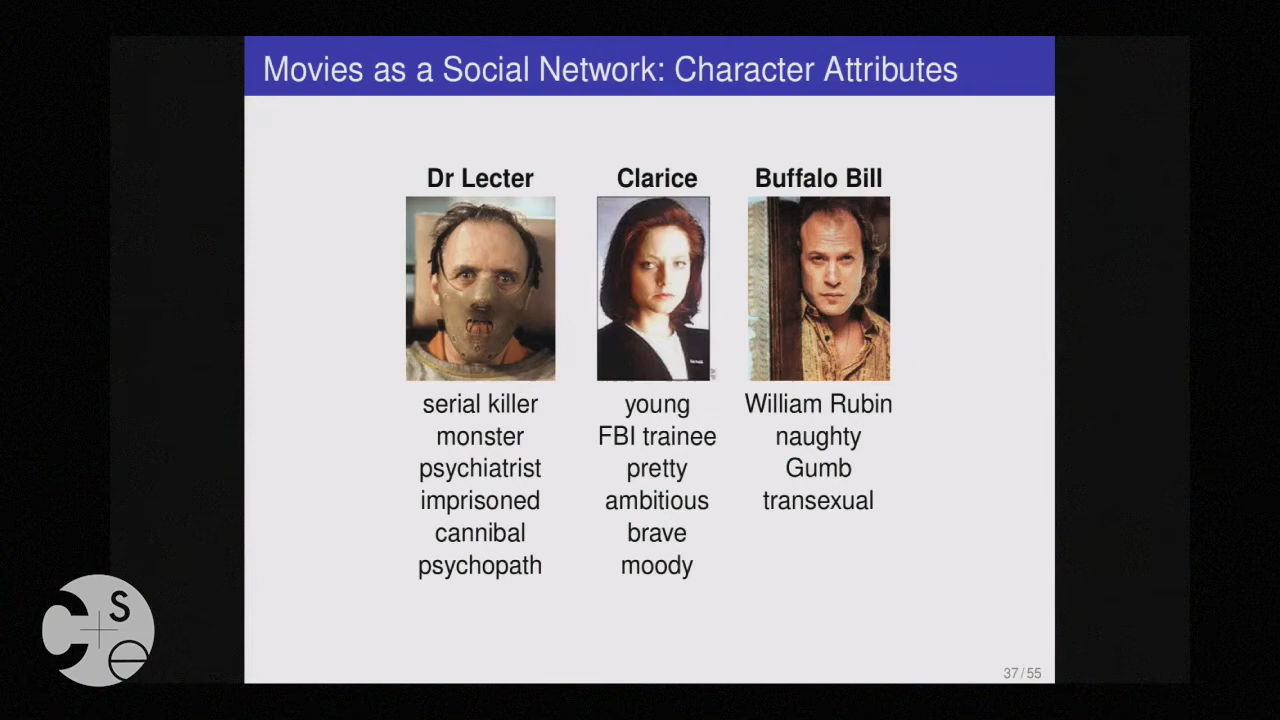 Movies as a Social Network: Character Attributes
Dr Lecter Clarice Buffalo Bill
serial killer young William Rubin
monster FBI trainee naughty
psychiatrist pretty Gumb
imprisoned ambitious transexual
cannibal brave
psychopath moody
37/55
C S e